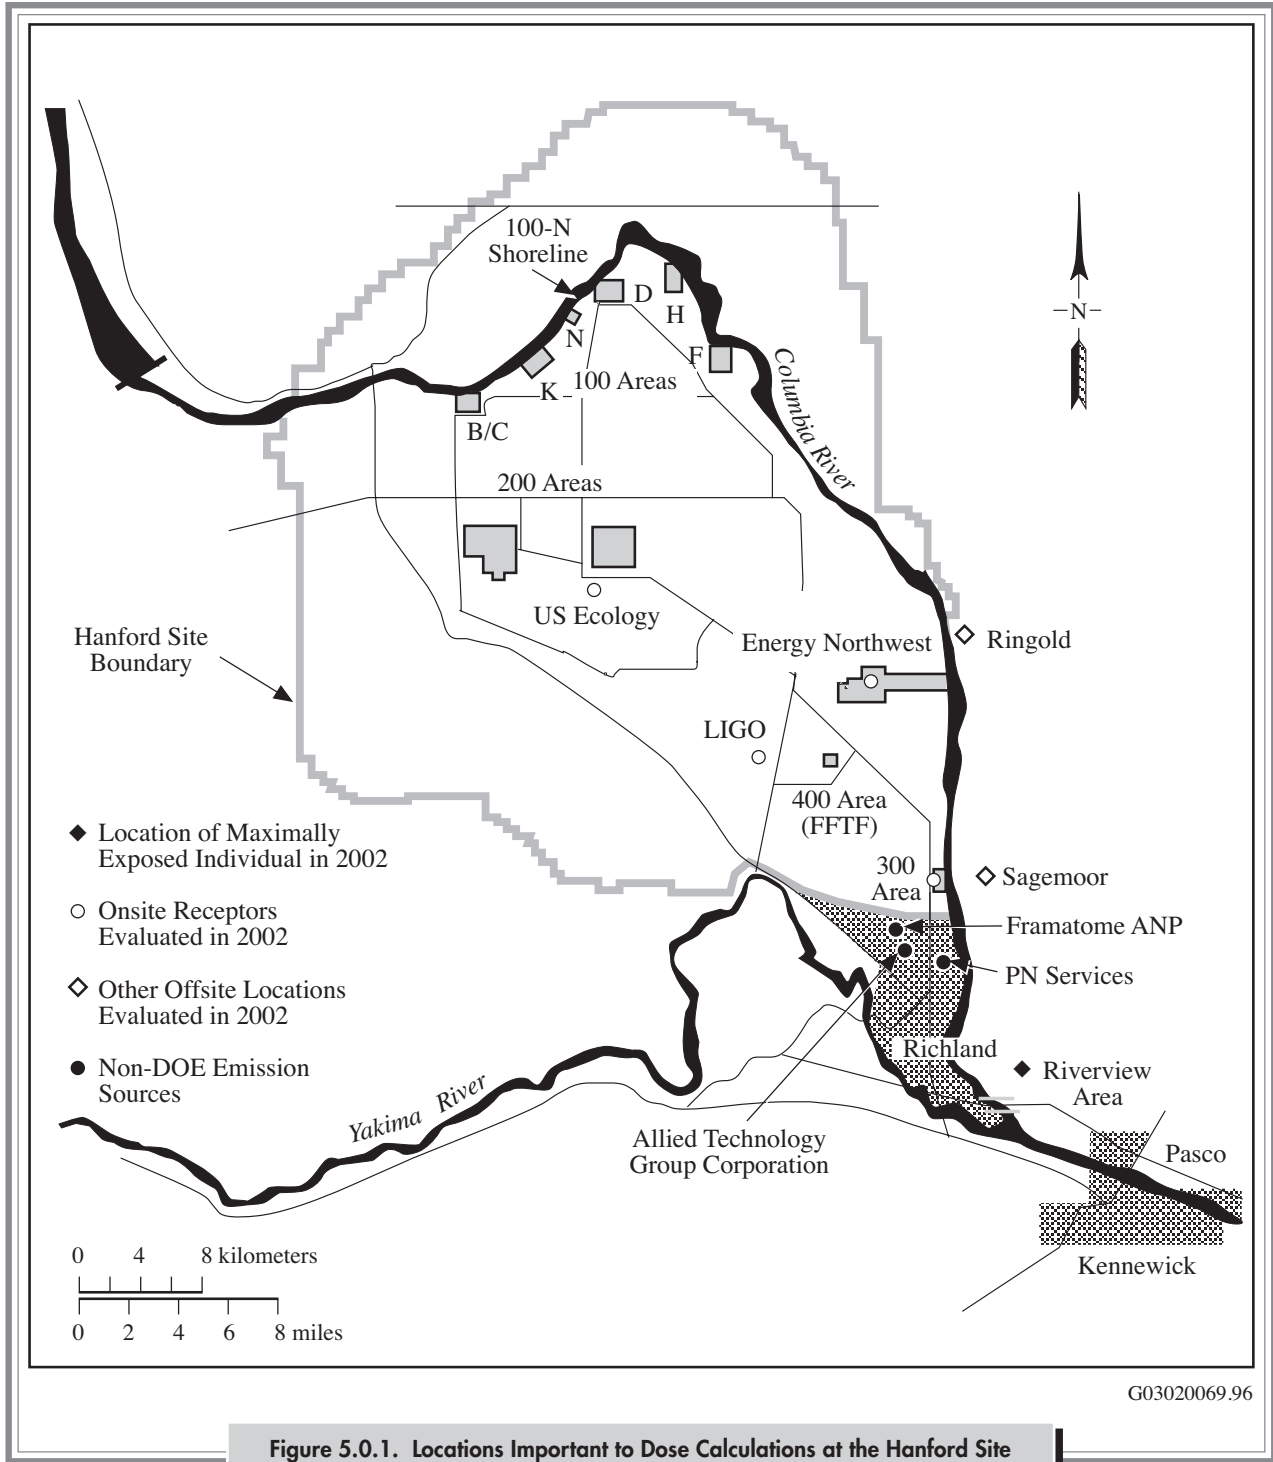 100-N
Shoreline
D
H
N
F
K
100 Areas
B/C
Columbia River
N
200 Areas
US Ecology
Hanford Site
Boundary
Energy Northwest
Ringold
LIGO
400 Area
(FFTF)
300
Area
Sagemoor
Framatome ANP
PN Services
Richland
Riverview
Area
Location of Maximally
Exposed Individual in 2002
Onsite Receptors
Evaluated in 2002
Other Offsite Locations
Evaluated in 2002
Non-DOE Emission
Sources
Yakima River
Allied Technology
Group Corporation
Pasco
Kennewick
0 4 8 kilometers
0 2 4 6 8 miles
G03020069.96
Figure 5.0.1. Locations Important to Dose Calculations at the Hanford Site